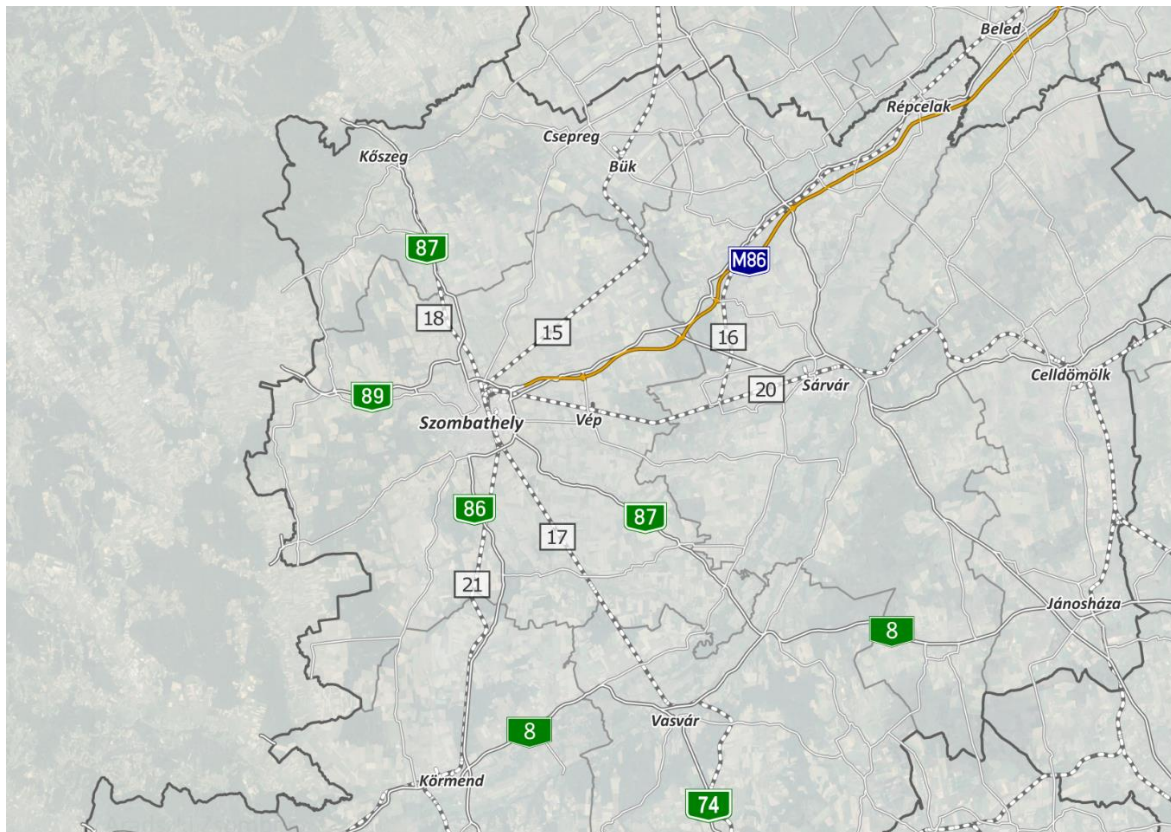 Beled
Répcelak
Csepreg
Kőszeg
Bük
87
M86
18
15
16
Celldömölk
Sárvár
20
89
Szombathely
Vép
86
87
17
21
Jánosháza
8
Vasvár
8
Körmend
74